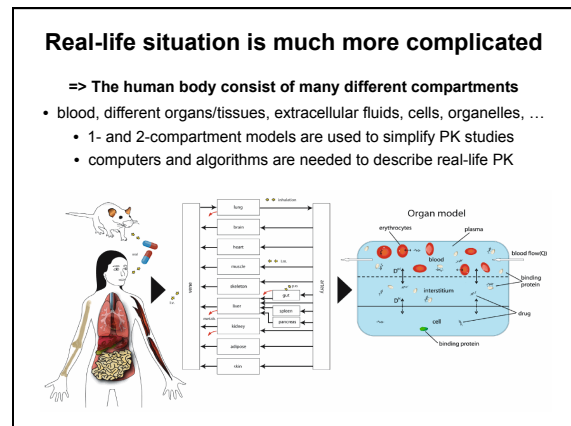 Real-life situation is much more complicated
=> The human body consist of many different compartments
• blood, different organs/tissues, extracellular fluids, cells, organelles, …
• 1- and 2-compartment models are used to simplify PK studies
• computers and algorithms are needed to describe real-life PK
lung
inhalation
brain
heart
muscle
skeleton
gut
liver
spleen
pancreas
kidney
adipose
skin
artery
Organ model
erythrocytes
plasma
blood flow(Q)
blood
binding
protein
interstitium
drug
cell
binding protein